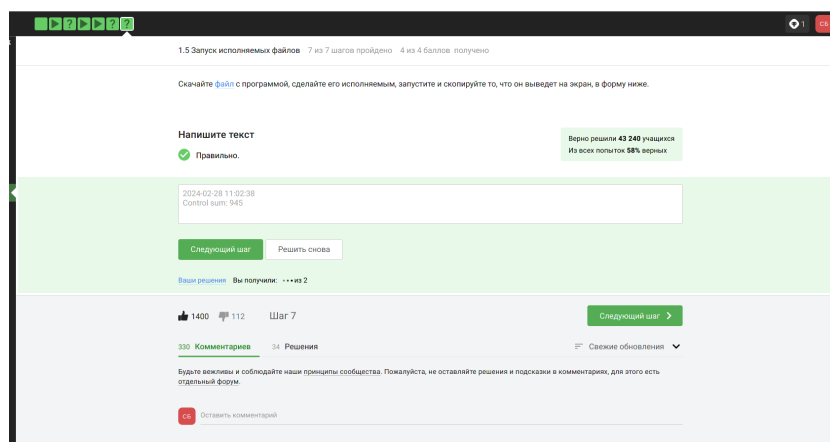 ? ? ?
1
СБ
1.5 Запуск исполняемых файлов 7 из 7 шагов пройдено 4 из 4 баллов получено
Скачайте файл с программой, сделайте его исполняемым, запустите и скопируйте то, что он выведет на экран, в форму ниже.
Напишите текст
Правильно.
Верно решили 43 240 учащихся
Из всех попыток 58% верных
2024-02-28 11:02:38
Control sum: 945
Следующий шаг Решить снова
Ваши решения Вы получили: из 2
1400 112 Шаг 7 Следующий шаг
330 Комментариев 34 Решения Свежие обновления
Будьте вежливы и соблюдайте наши принципы сообщества. Пожалуйста, не оставляйте решения и подсказки в комментариях, для этого есть
отдельный форум.
СБ Оставить комментарий